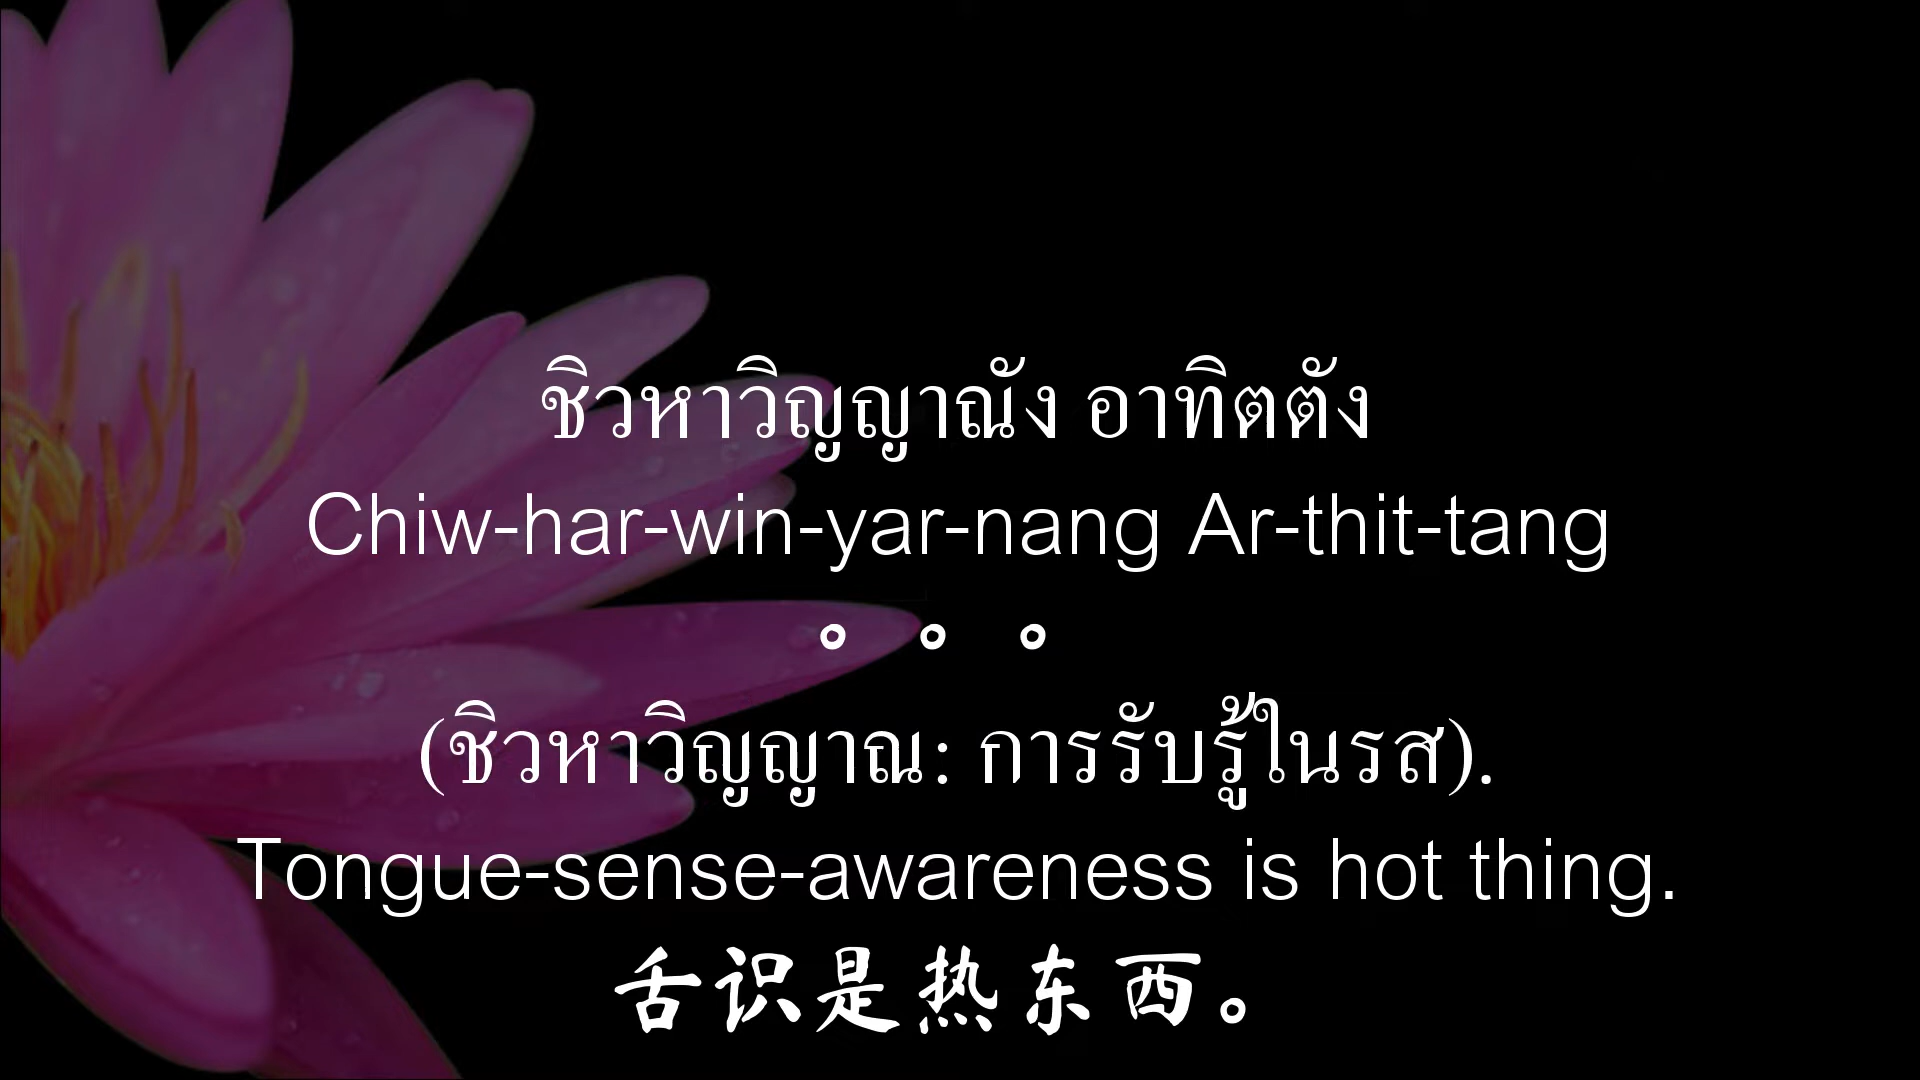 ชิวหาวิญญาณัง อาทิตตัง
Chiw-har-win-yar-nang Ar-thit-tang
。。。
(ชิวหาวิญญาณ: การรับรู้ในรส).
Tongue-sense-awareness is hot thing.
舌识是热东西。